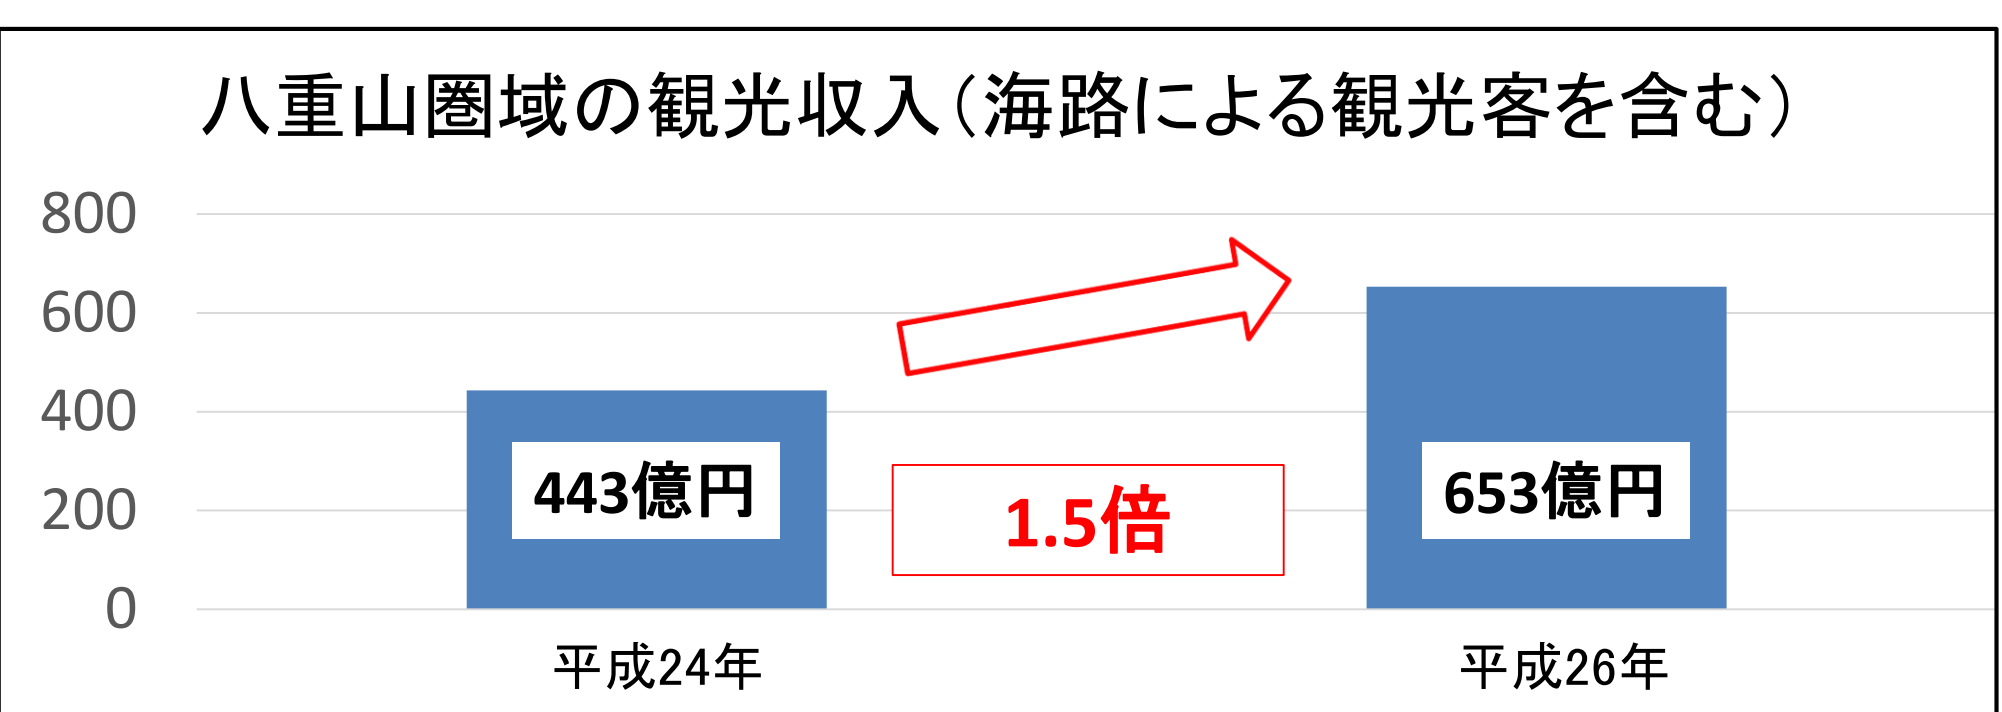 八重山圏域の観光収入（海路による観光客を含む）
800
600
400
200
0
443億円
1.5倍
653億円
平成24年
平成26年